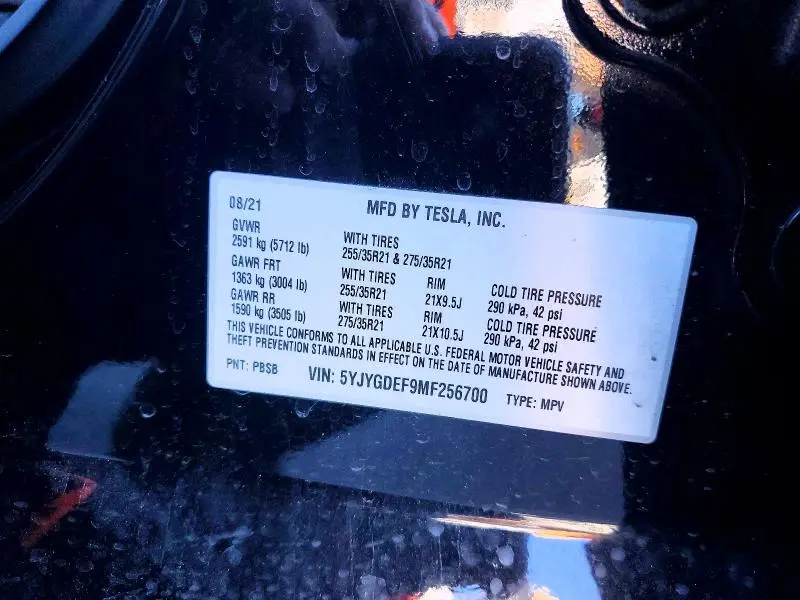 08/21 MFD BY TESLA, INC.
GVWR
2591 kg (5712 lb) WITH TIRES
255/35R21 & 275/35R21
GAWR FRT
1363 kg (3004 lb) WITH TIRES RIM COLD TIRE PRESSURE
255/35R21 21X9.5J 290 kPa, 42 psi
GAWR RR
1590 kg (3505 lb) WITH TIRES RIM COLD TIRE PRESSURE
275/35R21 21X10.5J 290 kPa, 42 psi
THIS VEHICLE CONFORMS TO ALL APPLICABLE U.S. FEDERAL MOTOR VEHICLE SAFETY AND
THEFT PREVENTION STANDARDS IN EFFECT ON THE DATE OF MANUFACTURE SHOWN ABOVE.
PNT: PBSB VIN: 5YJYGDEF9MF256700 TYPE: MPV